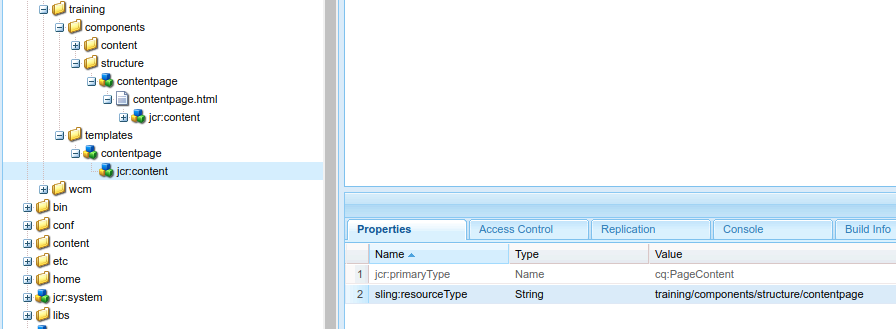 training
components
content
structure
contentpage
contentpage.html
jcr:content
templates
contentpage
jcr:content
wcm
bin
conf
content
etc
home
jcr:system
libs
Properties Access Control Replication Console Build Info
Name Type Value
1 jcr:primaryType Name cq:PageContent
2 sling:resourceType String training/components/structure/contentpage